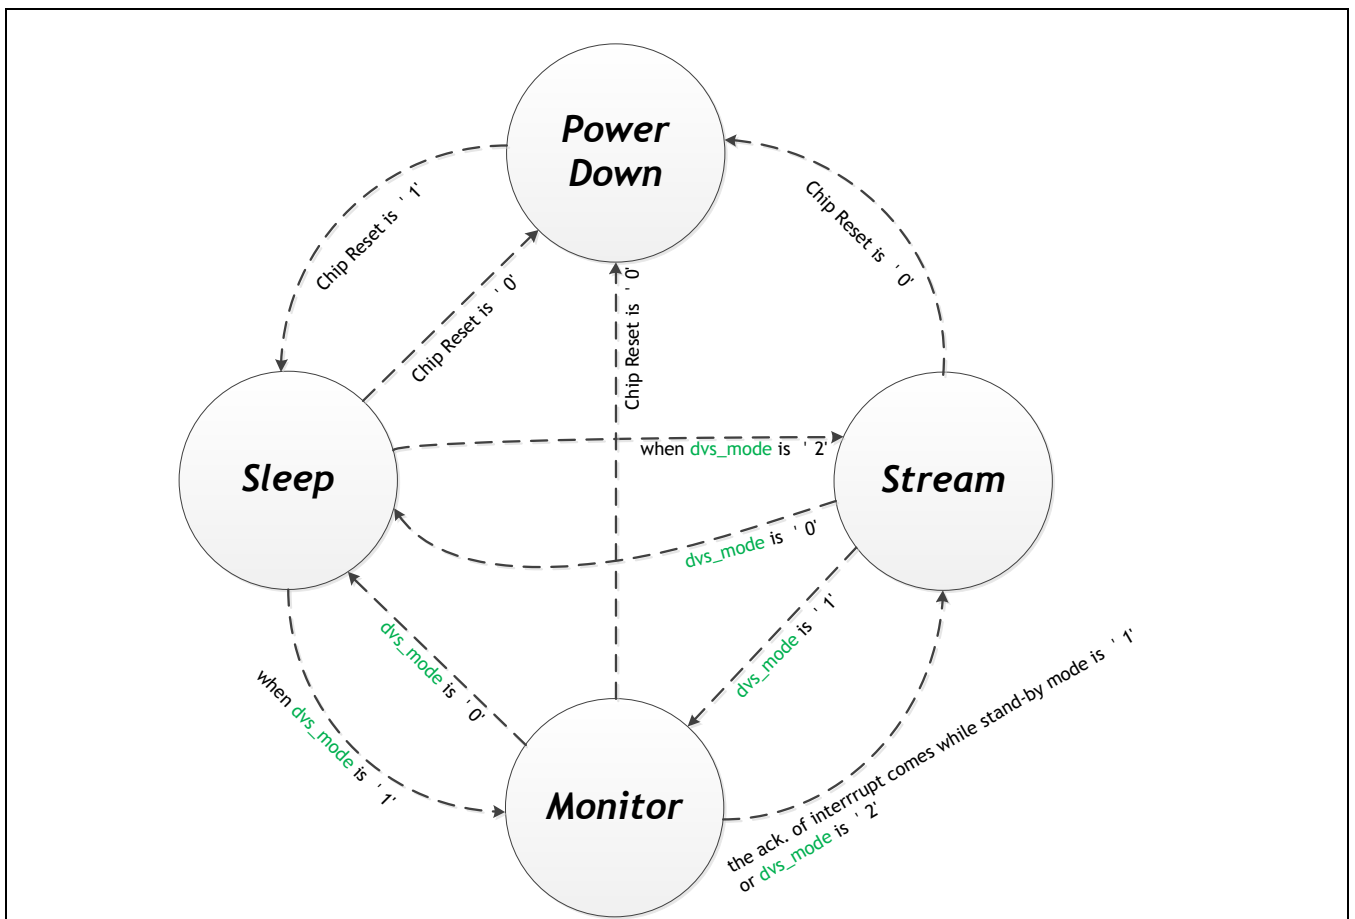 Power
Down
Chip Reset is ' 1'
Chip Reset is ' 0'
Chip Reset is ' 0'
Chip Reset is ' 0'
Sleep
when dvs_mode is ' 2'
Stream
dvs_mode is ' 0'
dvs_mode is ' 0'
dvs_mode is ' 1'
when dvs_mode is ' 1'
Monitor
the ack. of interrrupt comes while stand-by mode is ' 1'
or dvs_mode is ' 2'